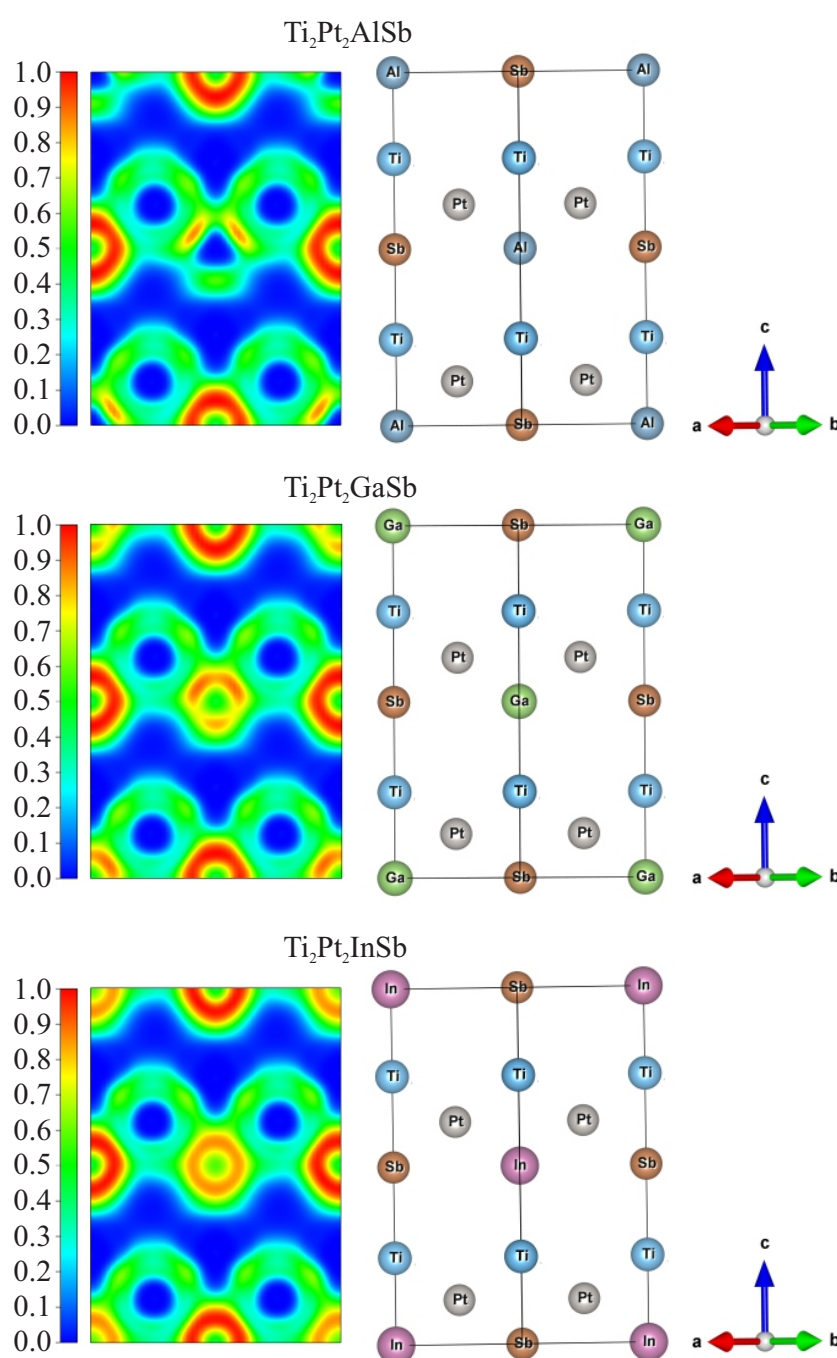 Ti₂Pt₂AlSb
1.0
0.9
0.8
0.7
0.6
0.5
0.4
0.3
0.2
0.1
0.0
Al Sb Al
Ti Ti Ti
Pt Pt
Sb Al Sb
Ti Ti Ti
Pt Pt
Al Sb Al
c
a b
Ti₂Pt₂GaSb
1.0
0.9
0.8
0.7
0.6
0.5
0.4
0.3
0.2
0.1
0.0
Ga Sb Ga
Ti Ti Ti
Pt Pt
Sb Ga Sb
Ti Ti Ti
Pt Pt
Ga Sb Ga
c
a b
Ti₂Pt₂InSb
1.0
0.9
0.8
0.7
0.6
0.5
0.4
0.3
0.2
0.1
0.0
In Sb In
Ti Ti Ti
Pt Pt
Sb In Sb
Ti Ti Ti
Pt Pt
In Sb In
c
a b